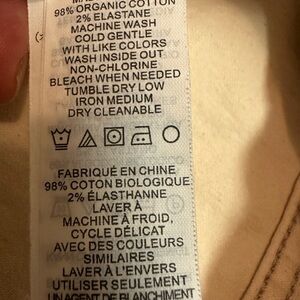 98% ORGANIC COTTON
2% ELASTANE
MACHINE WASH
COLD GENTLE
WITH LIKE COLORS
WASH INSIDE OUT
NON-CHLORINE
BLEACH WHEN NEEDED
TUMBLE DRY LOW
IRON MEDIUM
DRY CLEANABLE
FABRIQUÉ EN CHINE
98% COTON BIOLOGIQUE
2% ÉLASTHANNE
LAVER À
MACHINE À FROID,
CYCLE DÉLICAT
AVEC DES COULEURS
SIMILAIRES
LAVER À L'ENVERS
UTILISER SEULEMENT
UN AGENT DE BLANCHIMENT